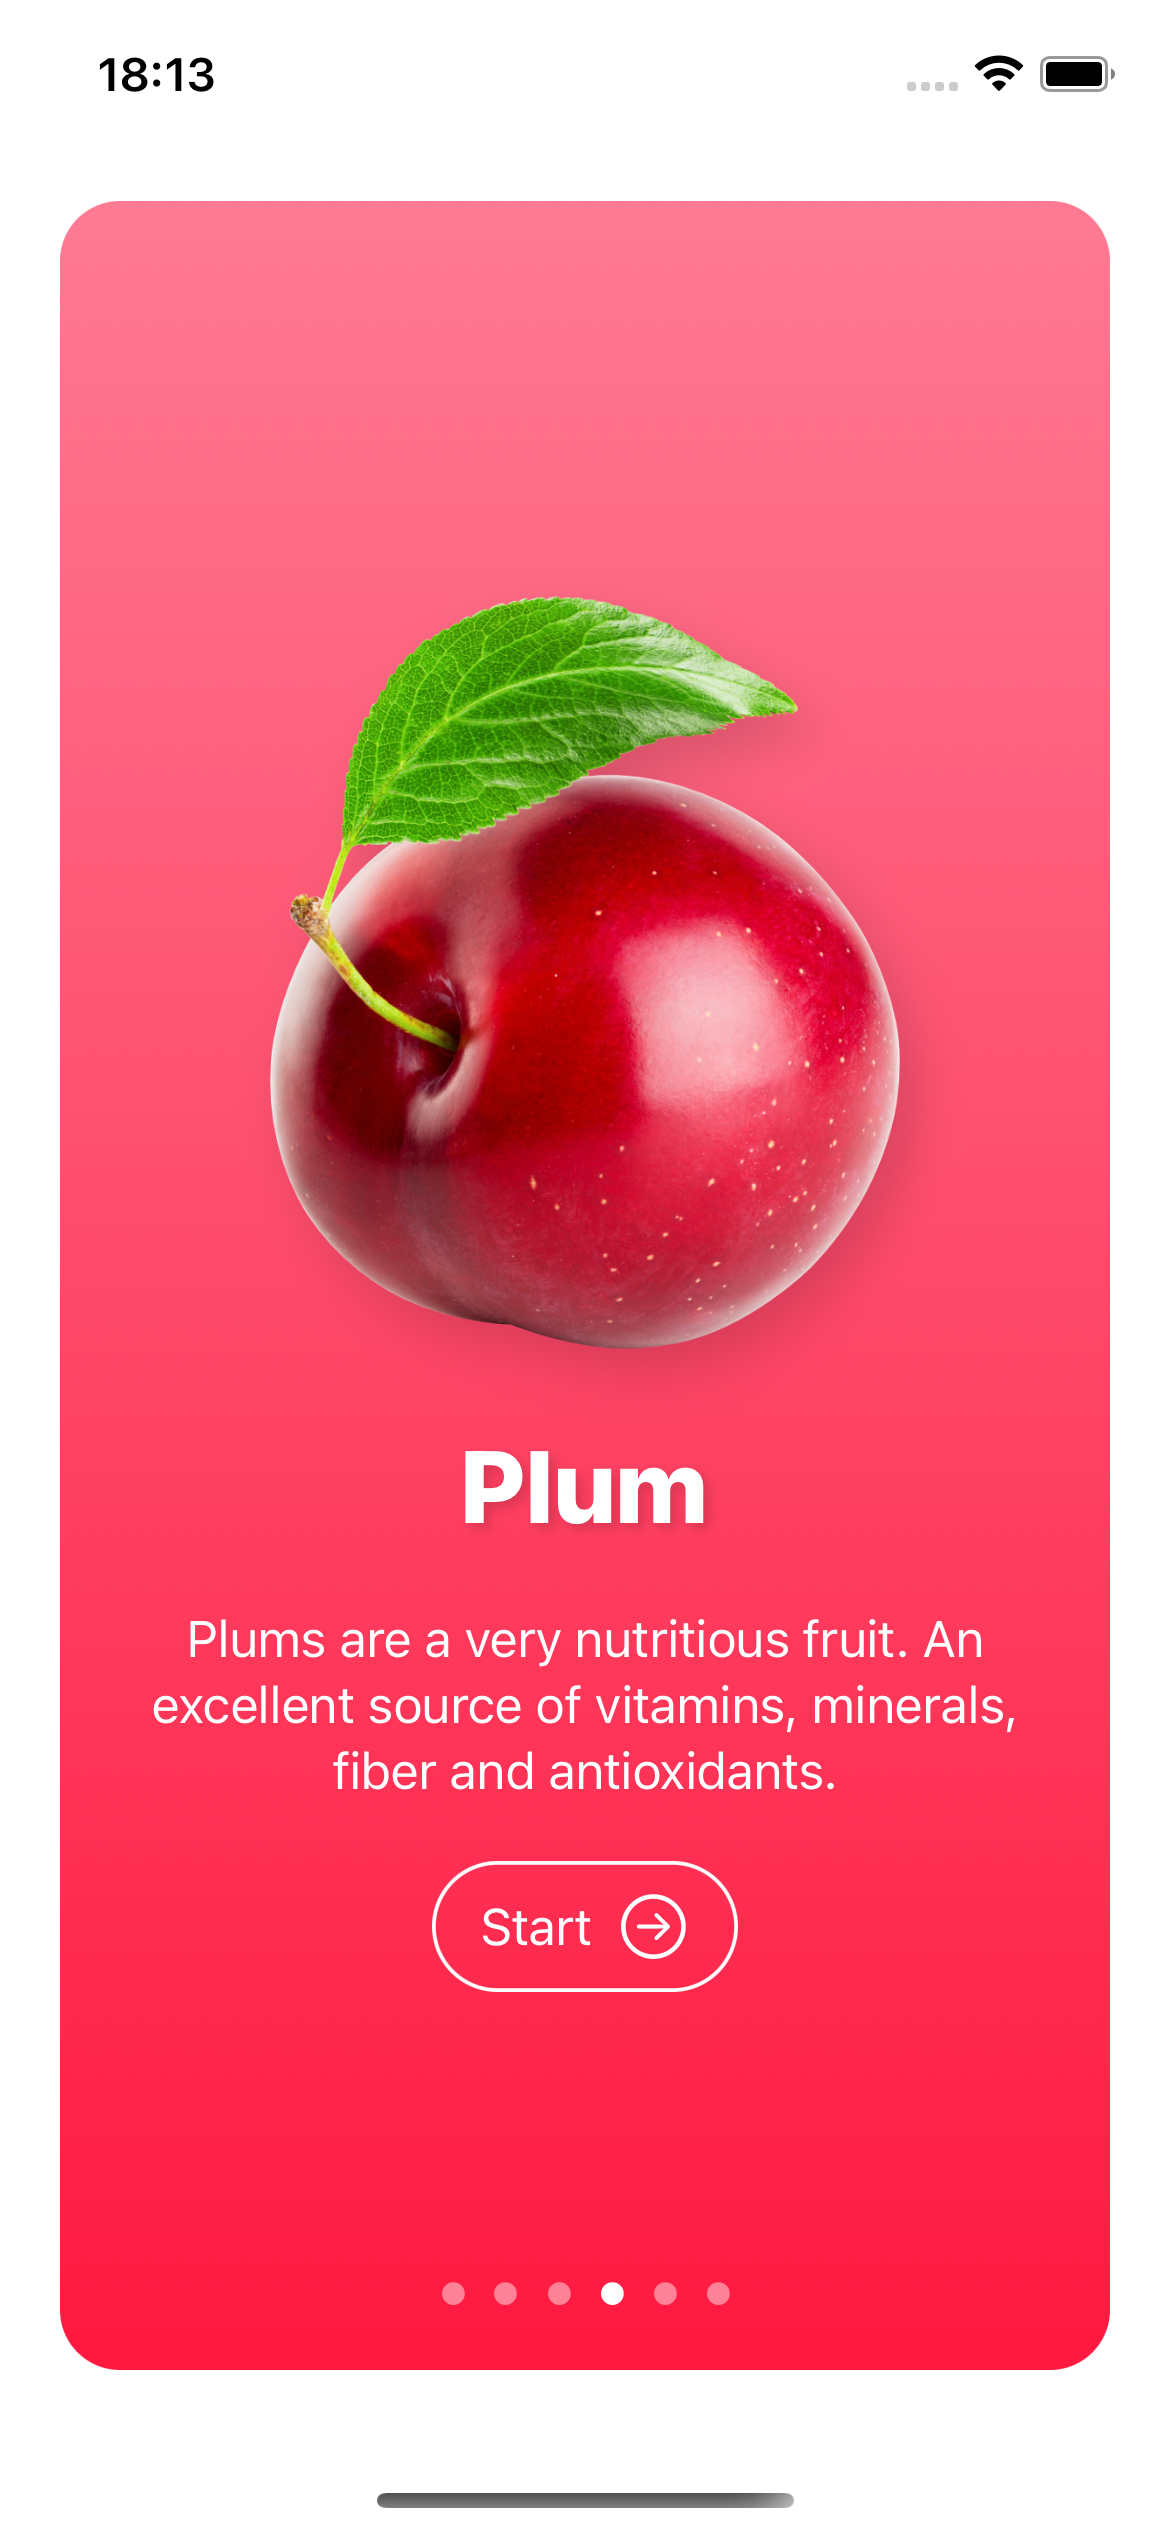 18:13
Plum
Plums are a very nutritious fruit. An
excellent source of vitamins, minerals,
fiber and antioxidants.
Start